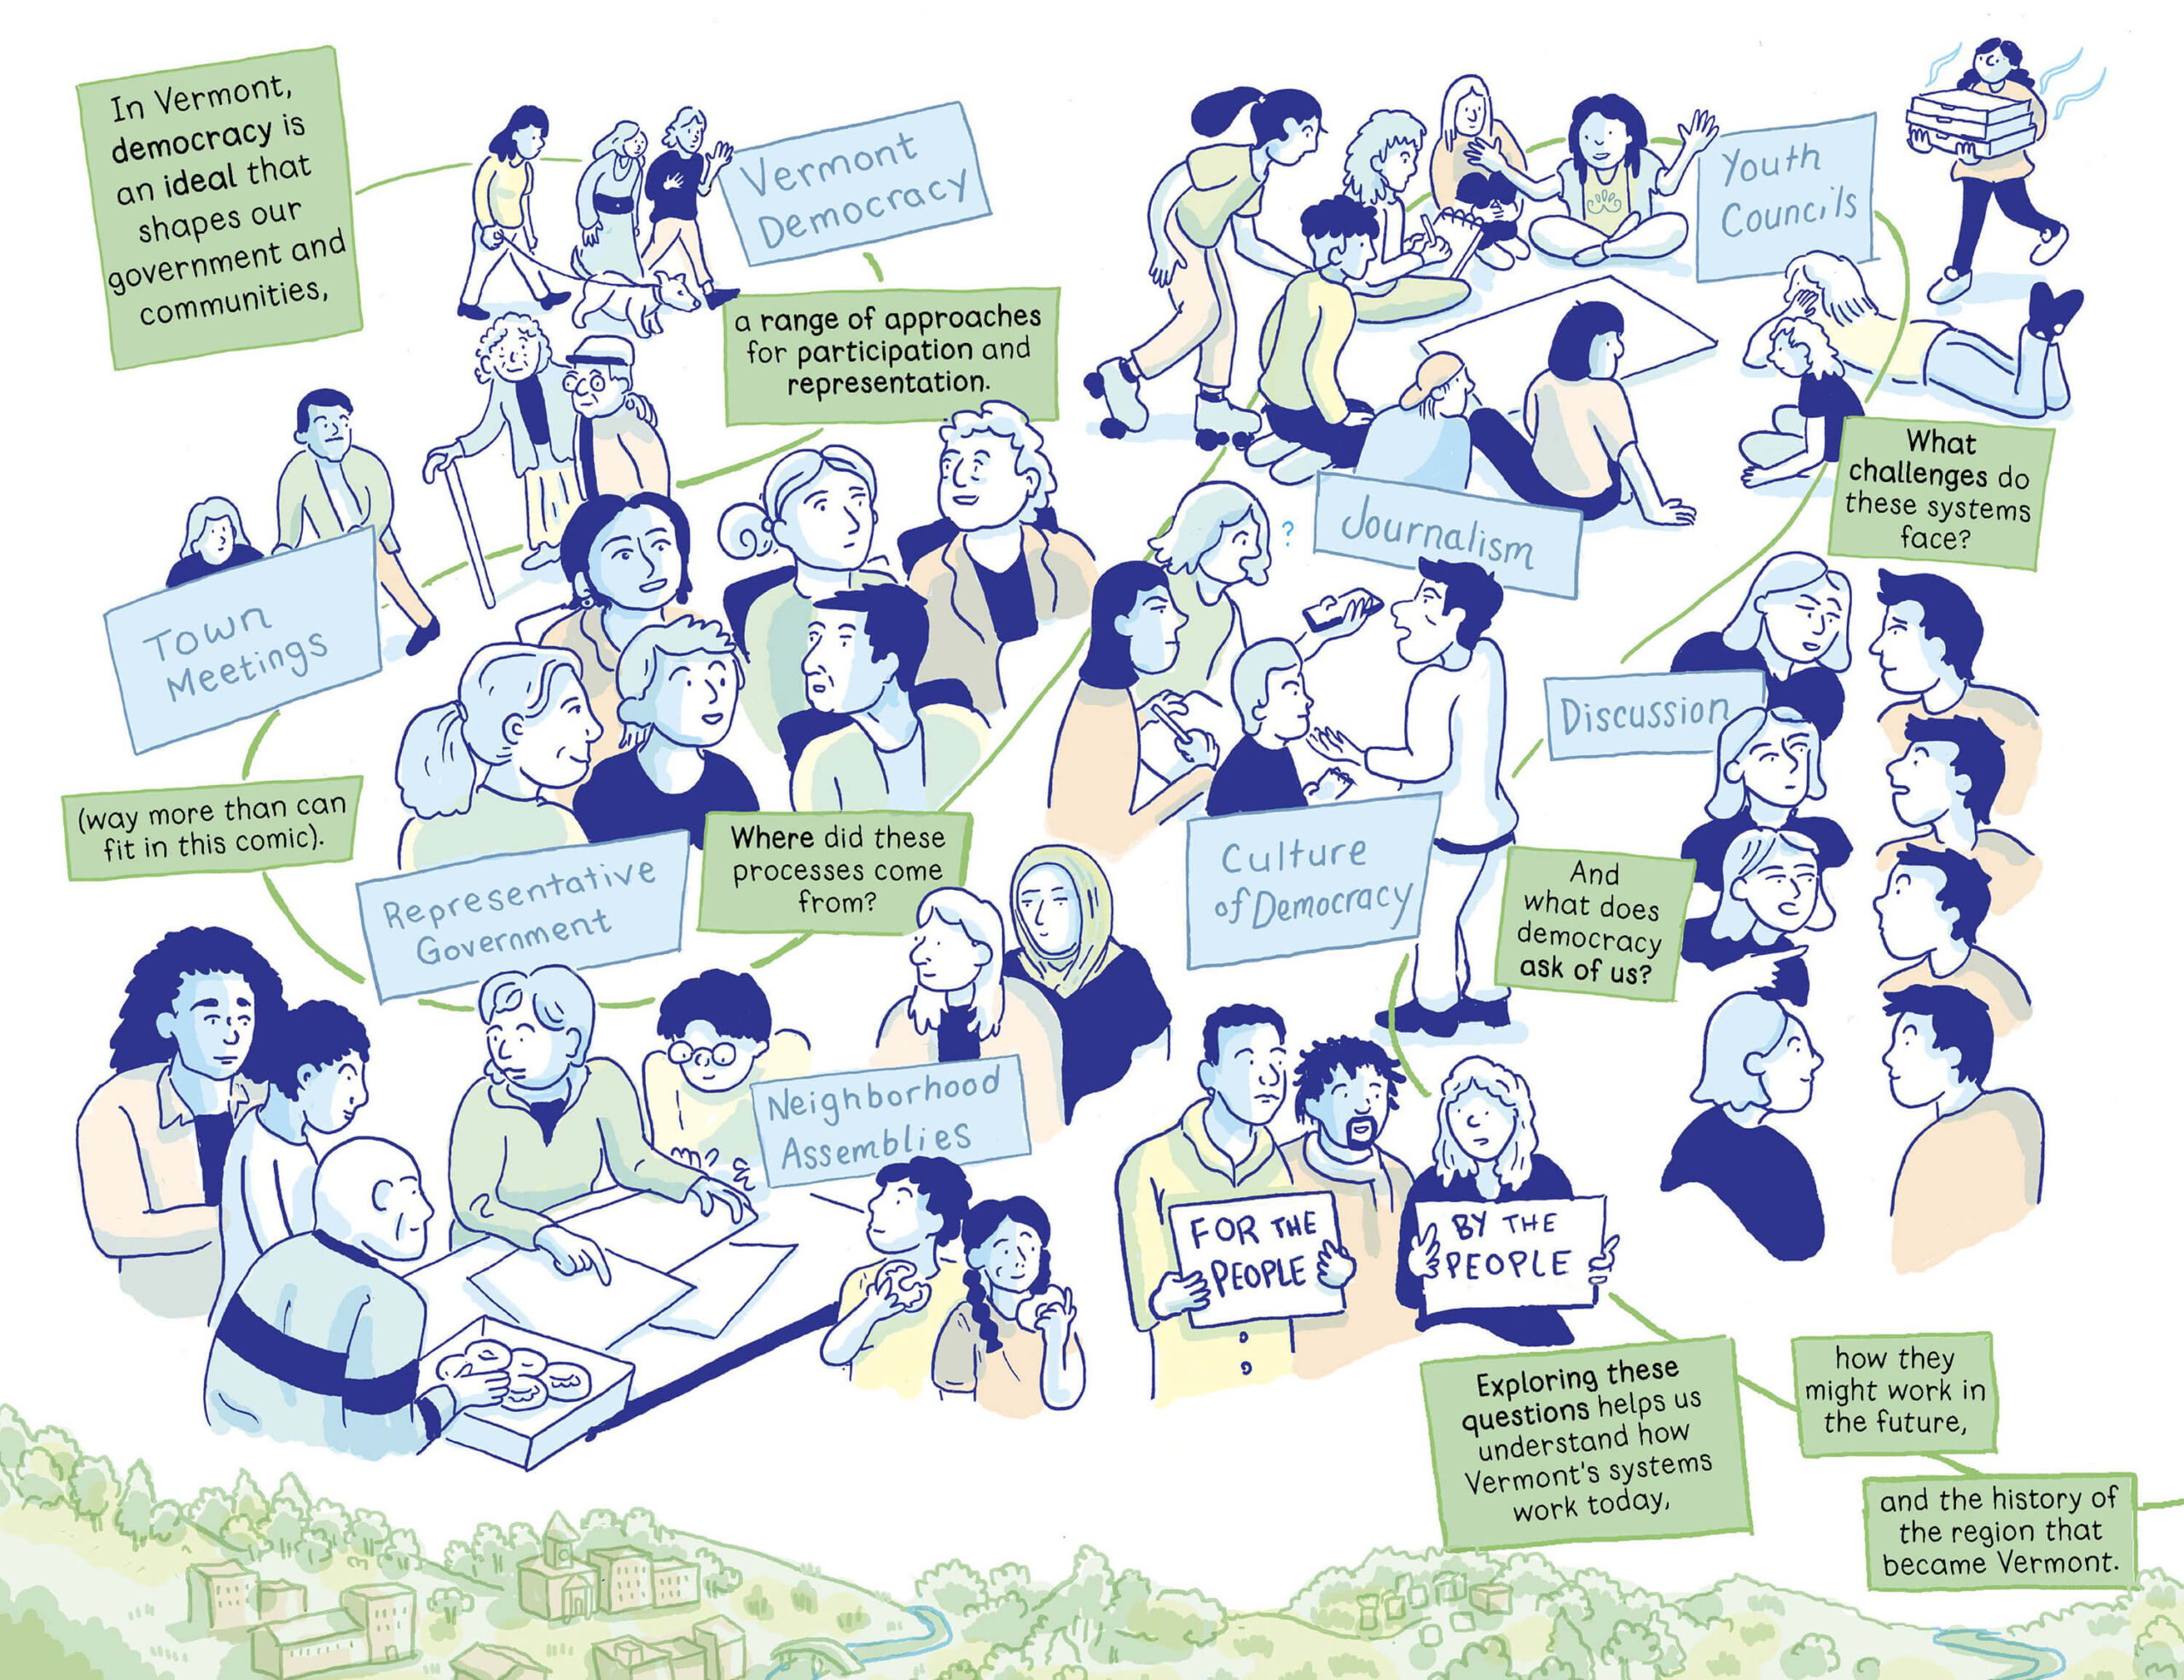 In Vermont,
democracy is
an ideal that
shapes our
government and
communities,
Vermont
Democracy
a range of approaches
for participation and
representation.
Town
Meetings
(way more than can
fit in this comic).
Representative
Government
Where did these
processes come
from?
Neighborhood
Assemblies
Youth
Councils
What
challenges do
these systems
face?
?
Journalism
Discussion
Culture
of Democracy
And
what does
democracy
ask of us?
FOR THE
PEOPLE
BY THE
PEOPLE
Exploring these
questions helps us
understand how
Vermont's systems
work today,
how they
might work in
the future,
and the history of
the region that
became Vermont.